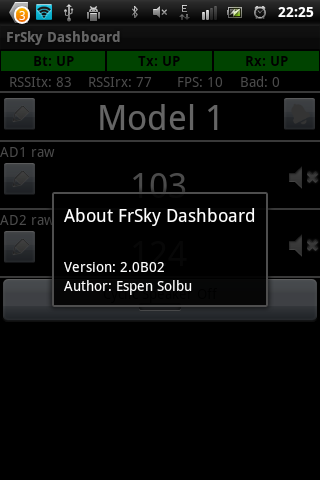 3 E 22:25
FrSky Dashboard
Bt: UP Tx: UP Rx: UP
RSSItx: 83 RSSIrx: 77 FPS: 10 Bad: 0
Model 1
AD1 raw
103
AD2 raw
124
About FrSky Dashboard
Version: 2.0B02
Author: Espen Solbu